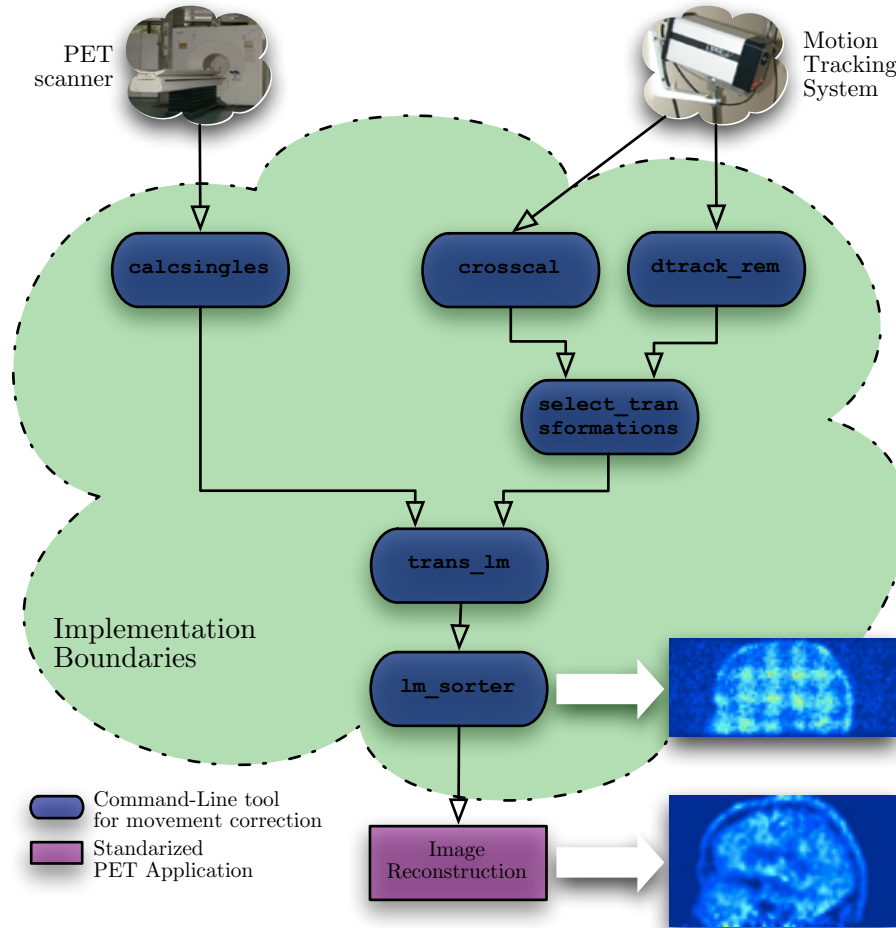 PET
scanner
Motion
Tracking
System
calcsingles
crosscal
dtrack_rem
select_tran
sformations
trans_lm
Implementation
Boundaries
lm_sorter
Command-Line tool
for movement correction
Standarized
PET Application
Image
Reconstruction